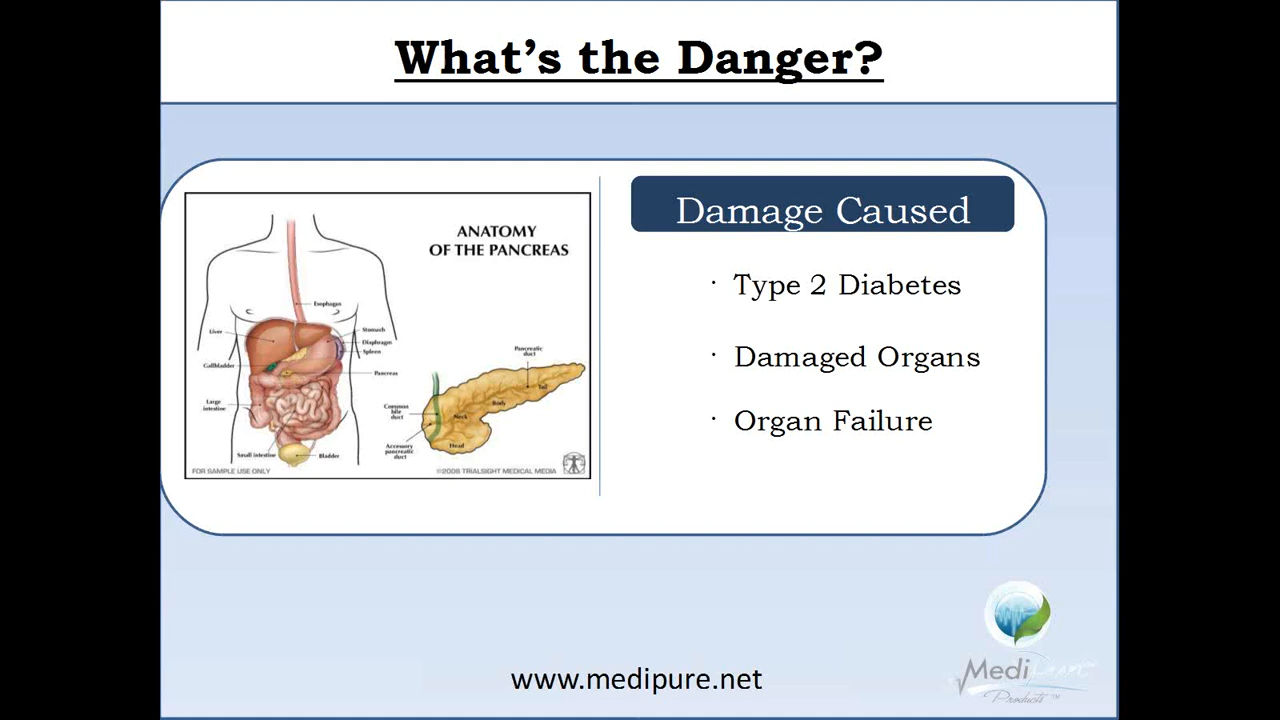 What's the Danger?
ANATOMY
OF THE PANCREAS
Esophagus
Liver
Stomach
Diaphragm
Spleen
Gallbladder
Pancreas
Large
intestine
Small intestine
Bladder
Pancreatic
duct
Tail
Body
Common
bile
duct
Neck
Accessory
pancreatic
duct
Head
FOR SAMPLE USE ONLY
©2008 TRIALSIGHT MEDICAL MEDIA
Damage Caused
· Type 2 Diabetes
· Damaged Organs
· Organ Failure
www.medipure.net
Medi
Products™